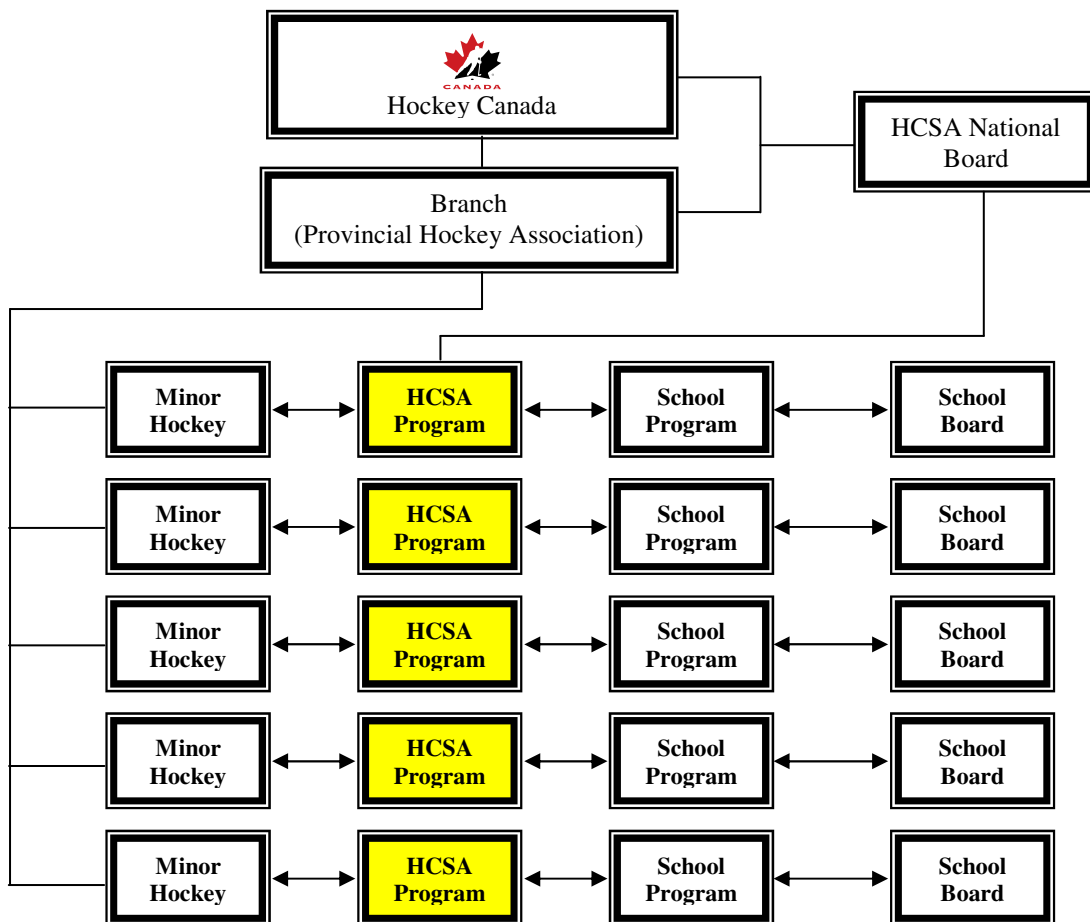 CANADA
Hockey Canada
HCSA National
Board
Branch
(Provincial Hockey Association)
Minor
Hockey
HCSA
Program
School
Program
School
Board
Minor
Hockey
HCSA
Program
School
Program
School
Board
Minor
Hockey
HCSA
Program
School
Program
School
Board
Minor
Hockey
HCSA
Program
School
Program
School
Board
Minor
Hockey
HCSA
Program
School
Program
School
Board